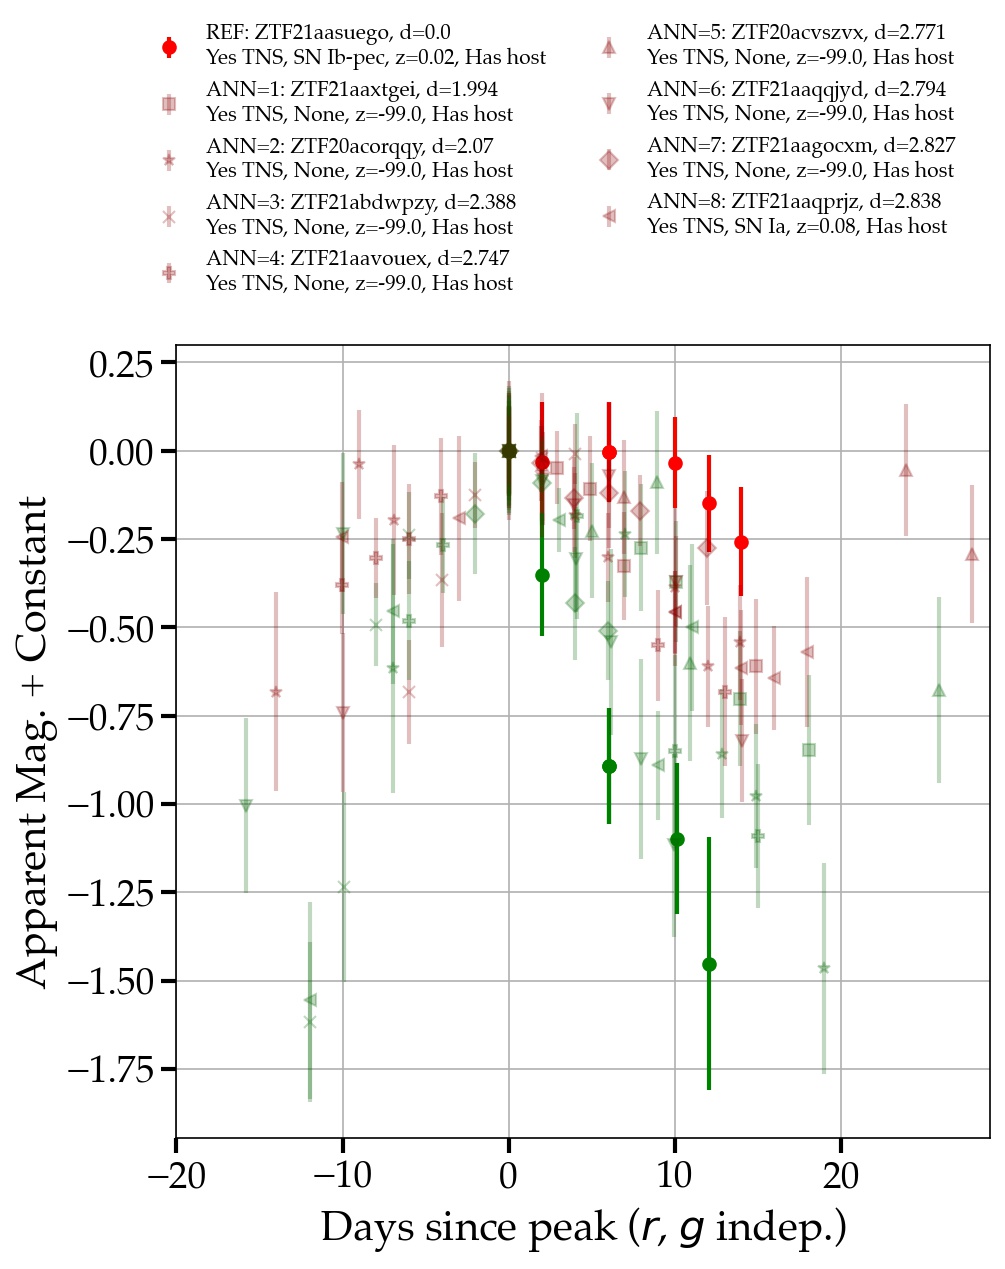 REF: ZTF21aasuego, d=0.0
Yes TNS, SN Ib-pec, z=0.02, Has host
ANN=1: ZTF21aaxtgei, d=1.994
Yes TNS, None, z=-99.0, Has host
ANN=2: ZTF20acorqqy, d=2.07
Yes TNS, None, z=-99.0, Has host
ANN=3: ZTF21abdwpzy, d=2.388
Yes TNS, None, z=-99.0, Has host
ANN=4: ZTF21aavouex, d=2.747
Yes TNS, None, z=-99.0, Has host
ANN=5: ZTF20acvszvx, d=2.771
Yes TNS, None, z=-99.0, Has host
ANN=6: ZTF21aaqqjyd, d=2.794
Yes TNS, None, z=-99.0, Has host
ANN=7: ZTF21aagocxm, d=2.827
Yes TNS, None, z=-99.0, Has host
ANN=8: ZTF21aaqprjz, d=2.838
Yes TNS, SN Ia, z=0.08, Has host
Apparent Mag. + Constant
0.25
0.00
−0.25
−0.50
−0.75
−1.00
−1.25
−1.50
−1.75
−20
−10
0
10
20
Days since peak (r, g indep.)